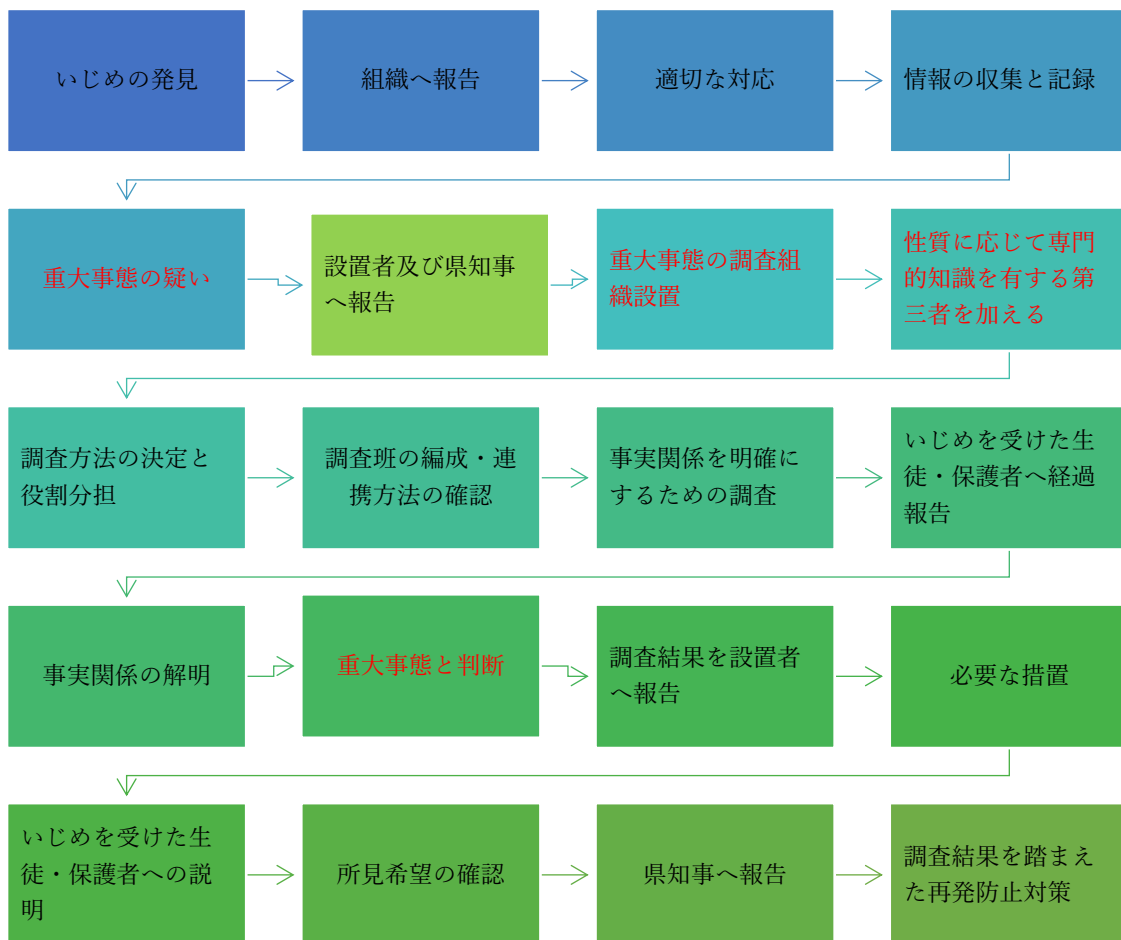 いじめの発見
組織へ報告
適切な対応
情報の収集と記録
重大事態の疑い
設置者及び県知事
へ報告
重大事態の調査組
織設置
性質に応じて専門
的知識を有する第
三者を加える
調査方法の決定と
役割分担
調査班の編成・連
携方法の確認
事実関係を明確に
するための調査
いじめを受けた生
徒・保護者へ経過
報告
事実関係の解明
重大事態と判断
調査結果を設置者
へ報告
必要な措置
いじめを受けた生
徒・保護者への説
明
所見希望の確認
県知事へ報告
調査結果を踏まえ
た再発防止対策